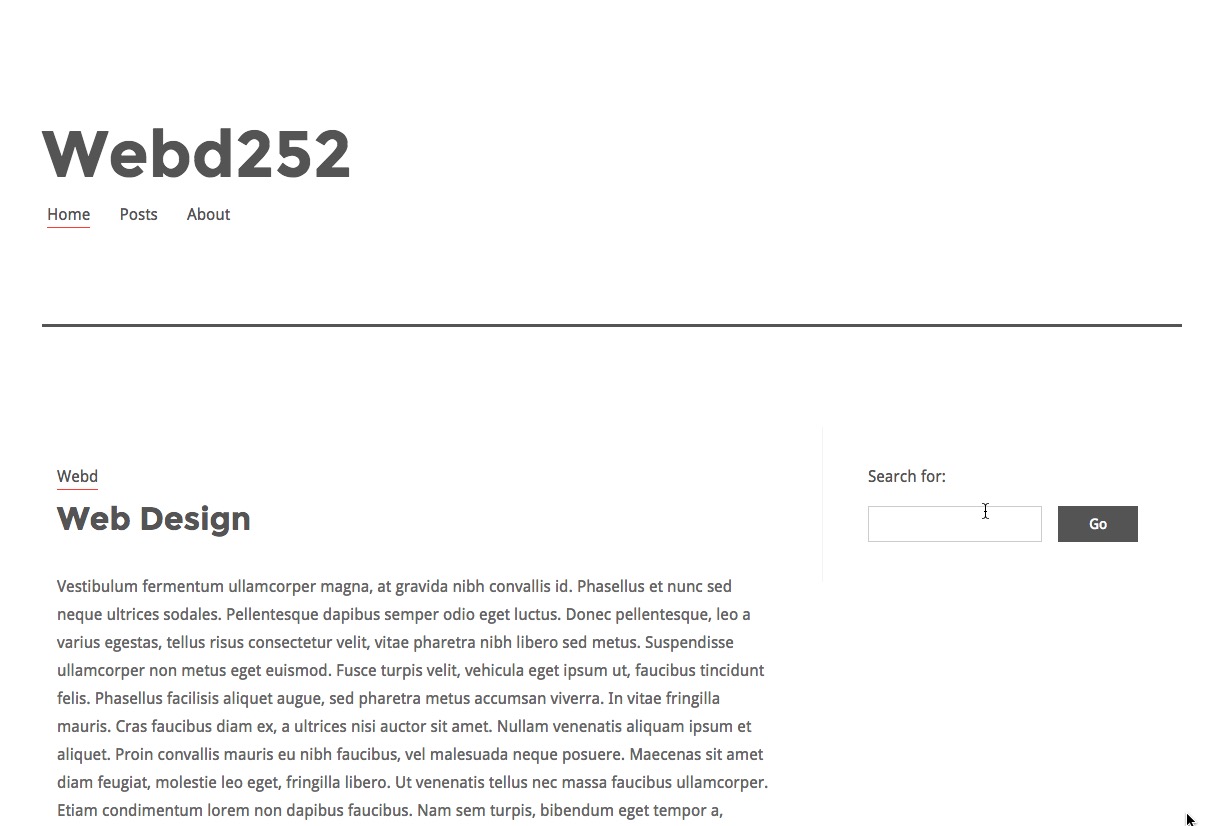 Webd252
Home Posts About
Webd
Web Design
Vestibulum fermentum ullamcorper magna, at gravida nibh convallis id. Phasellus et nunc sed
neque ultrices sodales. Pellentesque dapibus semper odio eget luctus. Donec pellentesque, leo a
varius egestas, tellus risus consectetur velit, vitae pharetra nibh libero sed metus. Suspendisse
ullamcorper non metus eget euismod. Fusce turpis velit, vehicula eget ipsum ut, faucibus tincidunt
felis. Phasellus facilisis aliquet augue, sed pharetra metus accumsan viverra. In vitae fringilla
mauris. Cras faucibus diam ex, a ultrices nisi auctor sit amet. Nullam venenatis aliquam ipsum et
aliquet. Proin convallis mauris eu nibh faucibus, vel malesuada neque posuere. Maecenas sit amet
diam feugiat, molestie leo eget, fringilla libero. Ut venenatis tellus nec massa faucibus ullamcorper.
Etiam condimentum lorem non dapibus faucibus. Nam sem turpis, bibendum eget tempor a,
Search for:
Go